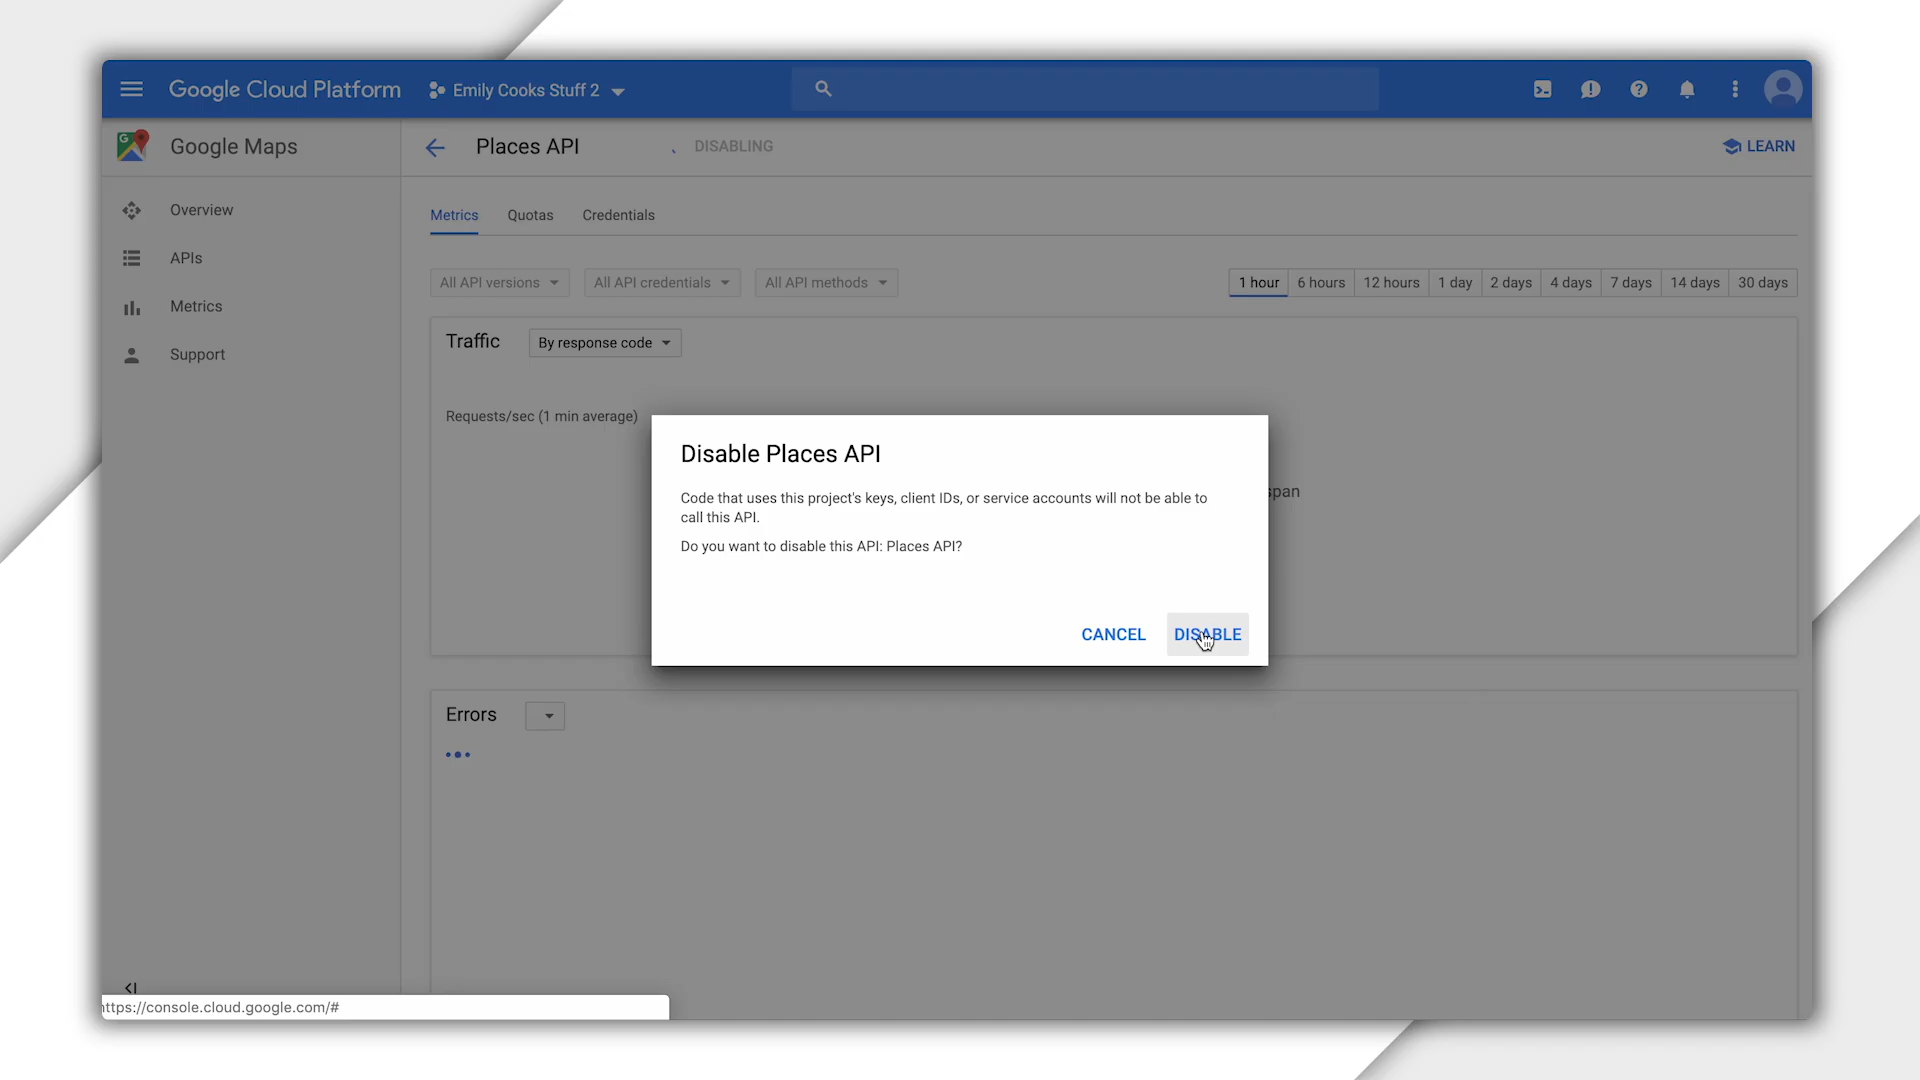 Google Cloud Platform
Emily Cooks Stuff 2
Google Maps
Places API
DISABLING
LEARN
Overview
APIs
Metrics
Support
Metrics Quotas Credentials
All API versions All API credentials All API methods
1 hour 6 hours 12 hours 1 day 2 days 4 days 7 days 14 days 30 days
Traffic By response code
Requests/sec (1 min average)
span
Disable Places API
Code that uses this project's keys, client IDs, or service accounts will not be able to
call this API.
Do you want to disable this API: Places API?
CANCEL DISABLE
Errors
https://console.cloud.google.com/#